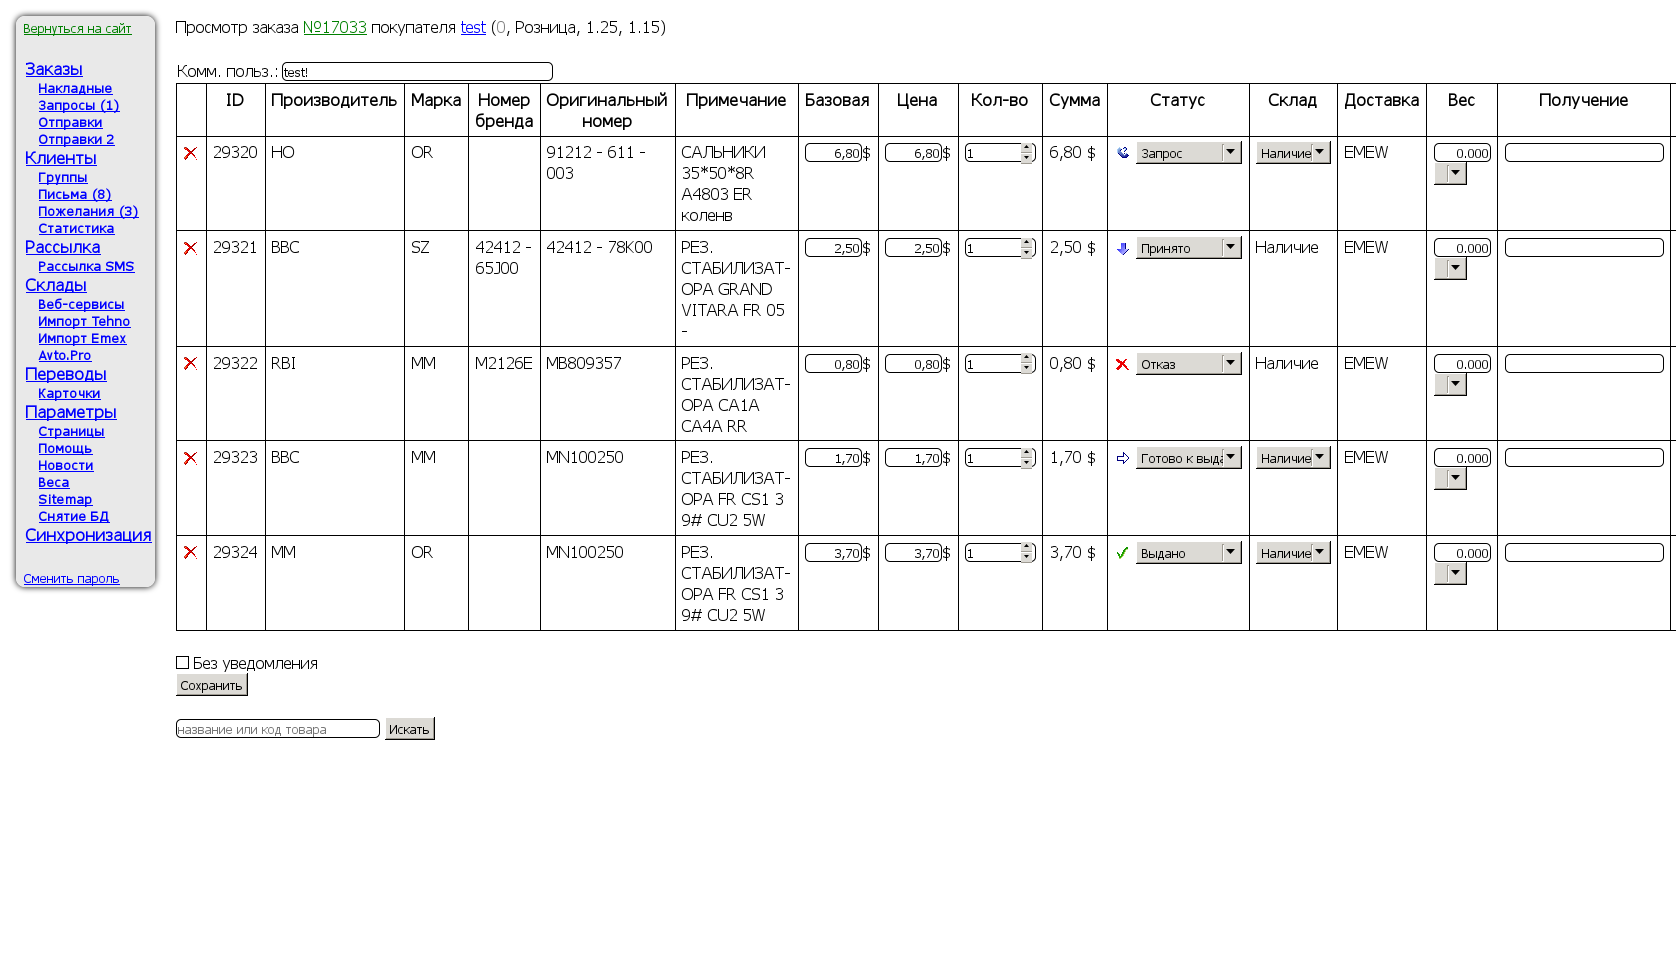 Вернуться на сайт
Заказы
Накладные
Запросы (1)
Отправки
Отправки 2
Клиенты
Группы
Письма (8)
Пожелания (3)
Статистика
Рассылка
Рассылка SMS
Склады
Веб-сервисы
Импорт Tehno
Импорт Emex
Avto.Pro
Переводы
Карточки
Параметры
Страницы
Помощь
Новости
Веса
Sitemap
Снятие БД
Синхронизация
Сменить пароль
Просмотр заказа №17033 покупателя test (0, Розница, 1.25, 1.15)
Комм. польз.: test!
ID Производитель Марка Номер бренда Оригинальный номер Примечание Базовая Цена Кол-во Сумма Статус Склад Доставка Вес Получение
29320 HO OR 91212 - 611 - 003 САЛЬНИКИ 35*50*8R A4803 ER коленв 6,80$ 6,80$ 1 6,80 $ Запрос Наличие EMEW 0.000
29321 BBC SZ 42412 - 65J00 42412 - 78K00 РЕЗ. СТАБИЛИЗАТ-ОРА GRAND VITARA FR 05 - 2,50$ 2,50$ 1 2,50 $ Принято Наличие EMEW 0.000
29322 RBI MM M2126E MB809357 РЕЗ. СТАБИЛИЗАТ-ОРА CA1A CA4A RR 0,80$ 0,80$ 1 0,80 $ Отказ Наличие EMEW 0.000
29323 BBC MM MN100250 РЕЗ. СТАБИЛИЗАТ-ОРА FR CS1 3 9# CU2 5W 1,70$ 1,70$ 1 1,70 $ Готово к выда Наличие EMEW 0.000
29324 MM OR MN100250 РЕЗ. СТАБИЛИЗАТ-ОРА FR CS1 3 9# CU2 5W 3,70$ 3,70$ 1 3,70 $ Выдано Наличие EMEW 0.000
Без уведомления
Сохранить
название или код товара Искать